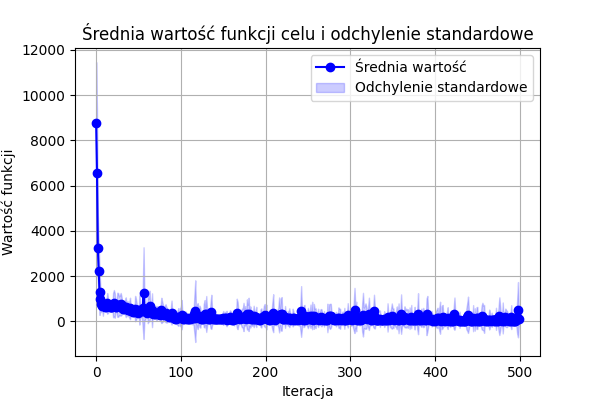 Średnia wartość funkcji celu i odchylenie standardowe
12000
10000
8000
6000
4000
2000
0
Wartość funkcji
Średnia wartość
Odchylenie standardowe
0 100 200 300 400 500
Iteracja